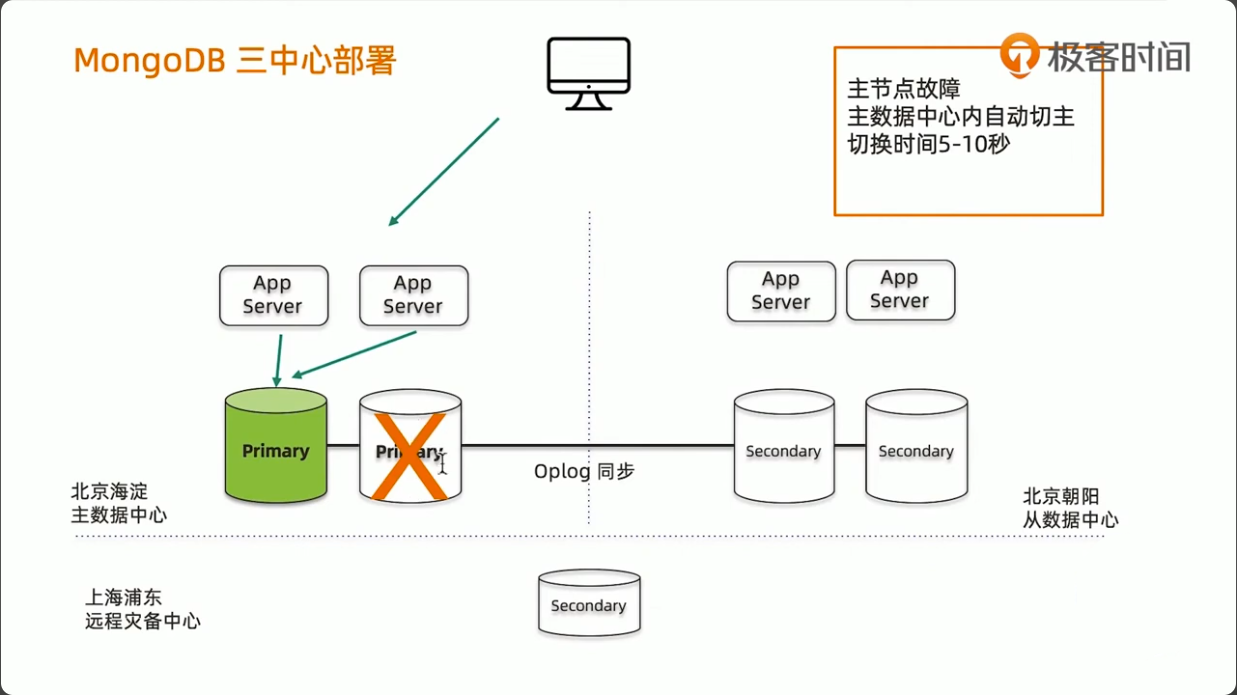 MongoDB 三中心部署
极客时间
主节点故障
主数据中心内自动切主
切换时间5-10秒
App
Server
App
Server
App
Server
App
Server
Primary
Primary
Secondary
Secondary
Oplog 同步
北京海淀
主数据中心
北京朝阳
从数据中心
上海浦东
远程灾备中心
Secondary